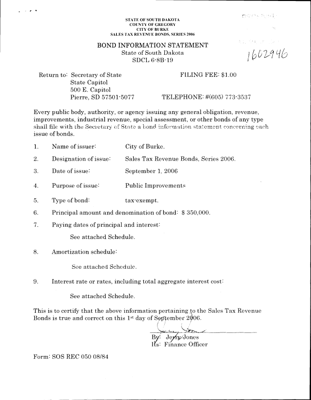 STATE OF SOUTH DAKOTA
COUNTY OF GREGORY
CITY OF BURKE
SALES TAX REVENUE BONDS, SERIES 2006
BOND INFORMATION STATEMENT
State of South Dakota
SDCL 6-8B-19
1602946
Return to: Secretary of State FILING FEE: $1.00
State Capitol
500 E. Capitol
Pierre, SD 57501-5077 TELEPHONE: #(605) 773-3537
Every public body, authority, or agency issuing any general obligation, revenue,
improvements, industrial revenue, special assessment, or other bonds of any type
shall file with the Secretary of State a bond information statement concerning each
issue of bonds.
1. Name of issuer: City of Burke.
2. Designation of issue: Sales Tax Revenue Bonds, Series 2006.
3. Date of issue: September 1, 2006
4. Purpose of issue: Public Improvements
5. Type of bond: tax-exempt.
6. Principal amount and denomination of bond: $ 350,000.
7. Paying dates of principal and interest:
See attached Schedule.
8. Amortization schedule:
See attached Schedule.
9. Interest rate or rates, including total aggregate interest cost:
See attached Schedule.
This is to certify that the above information pertaining to the Sales Tax Revenue
Bonds is true and correct on this 1st day of September 2006.
By: Jones
Its: Finance Officer
Form: SOS REC 050 08/84